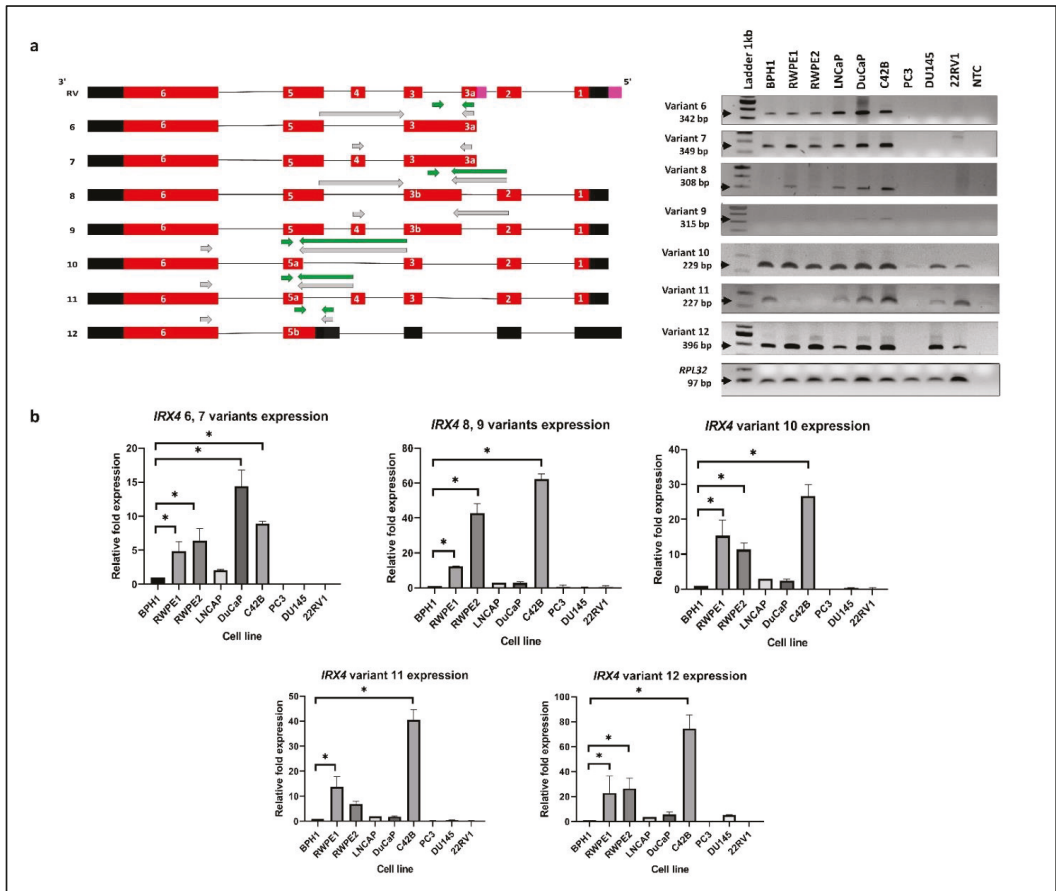 a
3' 5'
RV 6 5 4 3 3a 2 1
6 6 5 3 3a
7 6 5 4 3 3a
8 6 5 3b 2 1
9 6 5 4 3b 2 1
10 6 5a 3 2 1
11 6 5a 4 3 2 1
12 6 5b
Ladder 1kb
BPH1
RWPE1
RWPE2
LNCaP
DuCaP
C42B
PC3
DU145
22RV1
NTC
Variant 6
342 bp
Variant 7
349 bp
Variant 8
308 bp
Variant 9
315 bp
Variant 10
229 bp
Variant 11
227 bp
Variant 12
396 bp
RPL32
97 bp
b
IRX4 6, 7 variants expression
Relative fold expression
20
15
10
5
0
* * * *
BPH1
RWPE1
RWPE2
LNCAP
DuCaP
C42B
PC3
DU145
22RV1
Cell line
IRX4 8, 9 variants expression
Relative fold expression
80
60
40
20
0
* * *
BPH1
RWPE1
RWPE2
LNCAP
DuCaP
C42B
PC3
DU145
22RV1
Cell line
IRX4 variant 10 expression
Relative fold expression
40
30
20
10
0
* * *
BPH1
RWPE1
RWPE2
LNCAP
DuCaP
C42B
PC3
DU145
22RV1
Cell line
IRX4 variant 11 expression
Relative fold expression
50
40
30
20
10
0
* *
BPH1
RWPE1
RWPE2
LNCAP
DuCaP
C42B
PC3
DU145
22RV1
Cell line
IRX4 variant 12 expression
Relative fold expression
100
80
60
40
20
0
* * *
BPH1
RWPE1
RWPE2
LNCAP
DuCaP
C42B
PC3
DU145
22RV1
Cell line